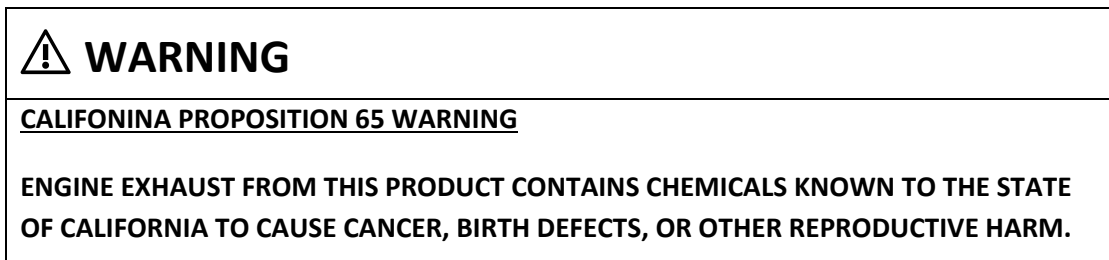 ⚠ WARNING
CALIFONINA PROPOSITION 65 WARNING
ENGINE EXHAUST FROM THIS PRODUCT CONTAINS CHEMICALS KNOWN TO THE STATE
OF CALIFORNIA TO CAUSE CANCER, BIRTH DEFECTS, OR OTHER REPRODUCTIVE HARM.